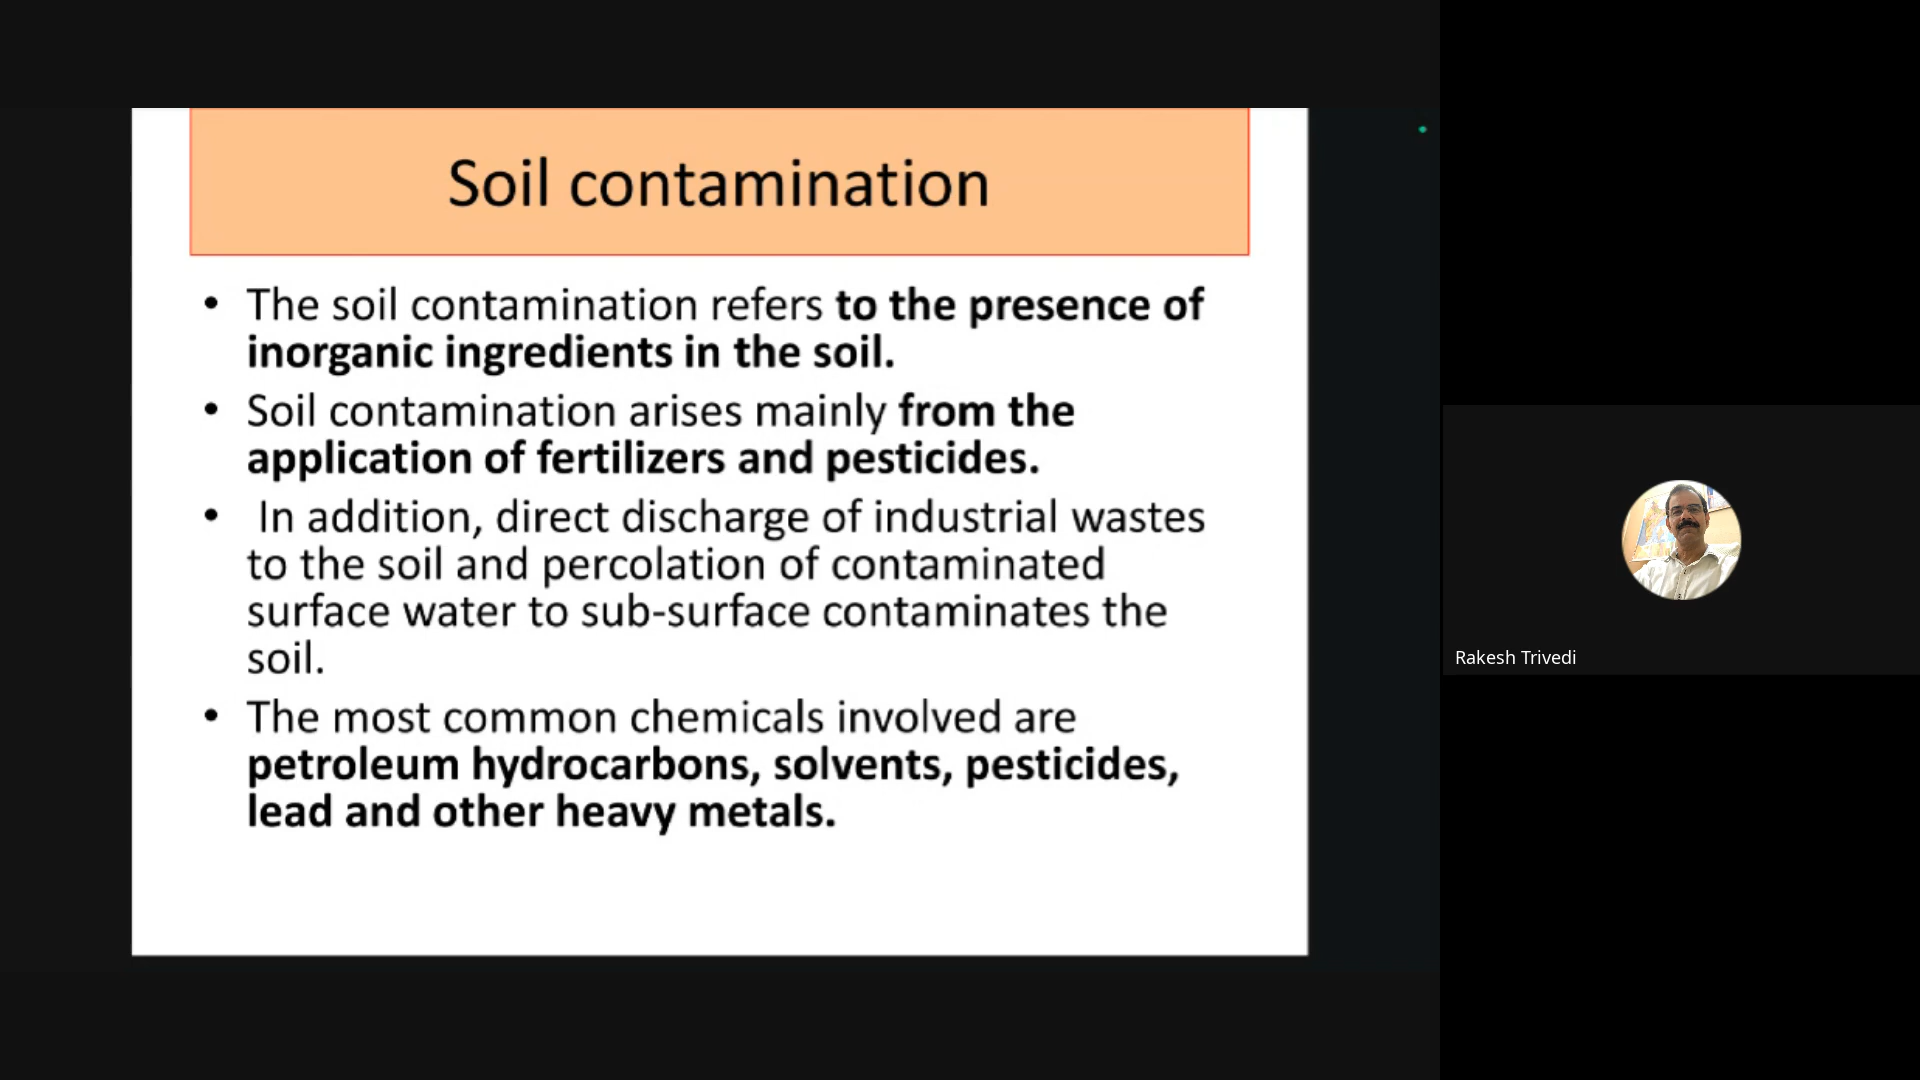 Soil contamination
• The soil contamination refers to the presence of
inorganic ingredients in the soil.
• Soil contamination arises mainly from the
application of fertilizers and pesticides.
• In addition, direct discharge of industrial wastes
to the soil and percolation of contaminated
surface water to sub-surface contaminates the
soil.
• The most common chemicals involved are
petroleum hydrocarbons, solvents, pesticides,
lead and other heavy metals.
Rakesh Trivedi